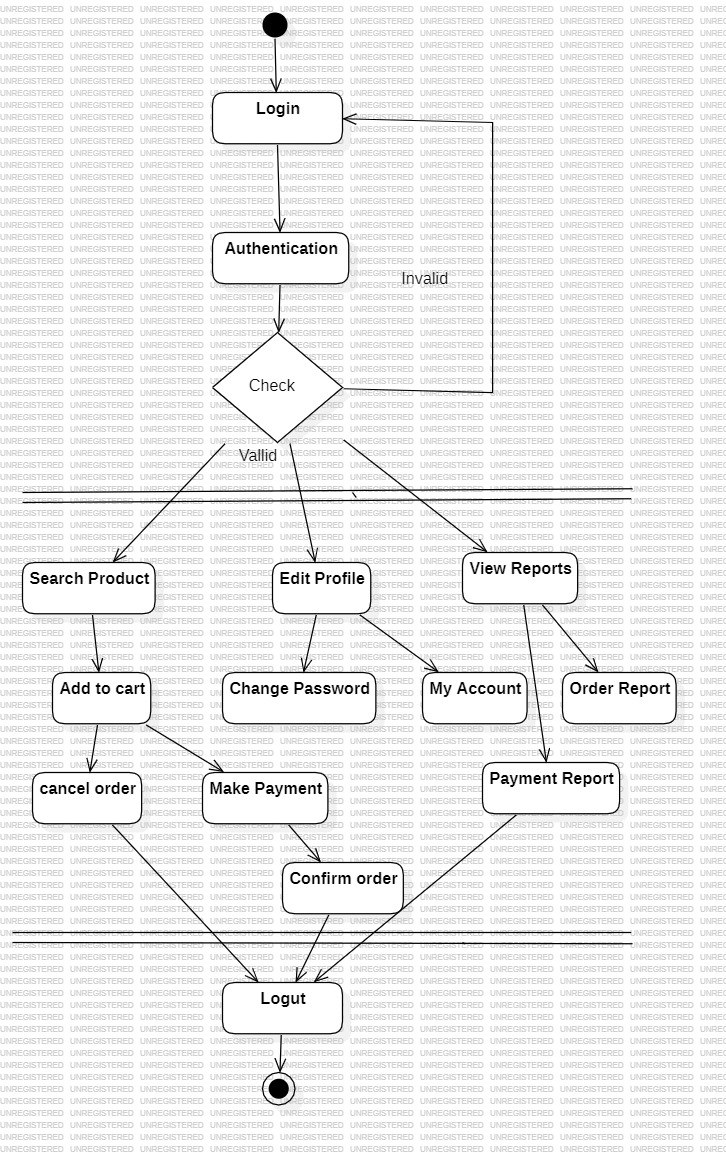 Login
Authentication
Invalid
Check
Vallid
Search Product
Edit Profile
View Reports
Add to cart
Change Password
My Account
Order Report
cancel order
Make Payment
Payment Report
Confirm order
Logut
UNREGISTERED